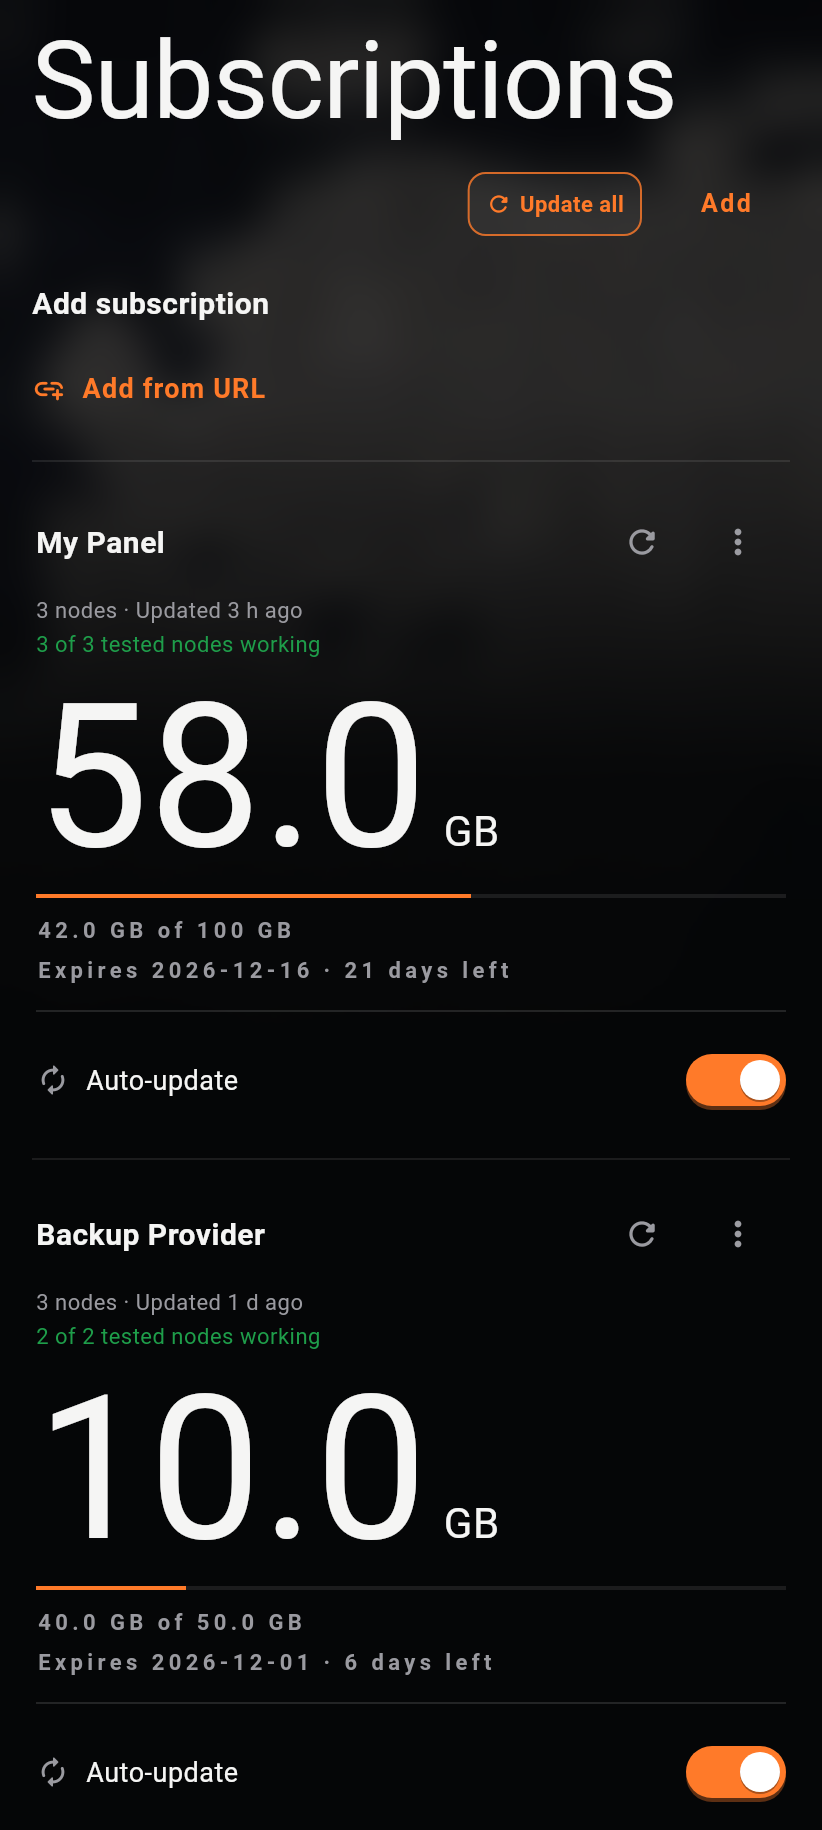 Subscriptions
Update all
Add
Add subscription
Add from URL
My Panel
3 nodes · Updated 3 h ago
3 of 3 tested nodes working
58.0 GB
42.0 GB of 100 GB
Expires 2026-12-16 · 21 days left
Auto-update
Backup Provider
3 nodes · Updated 1 d ago
2 of 2 tested nodes working
10.0 GB
40.0 GB of 50.0 GB
Expires 2026-12-01 · 6 days left
Auto-update